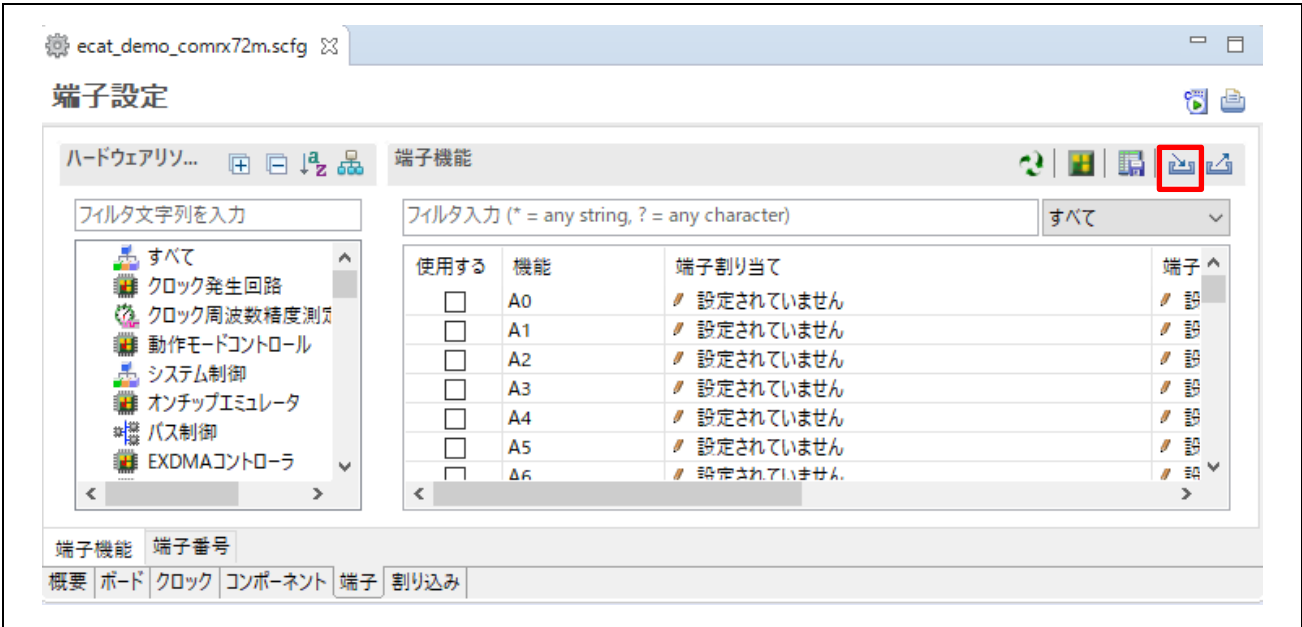 ecat_demo_comrx72m.scfg
端子設定
ハードウェアリソ...
端子機能
フィルタ文字列を入力
フィルタ入力 (* = any string, ? = any character)
すべて
すべて
クロック発生回路
クロック周波数精度測定
動作モードコントロール
システム制御
オンチップエミュレータ
バス制御
EXDMAコントローラ
使用する 機能 端子割り当て 端子
A0 設定されていません 設
A1 設定されていません 設
A2 設定されていません 設
A3 設定されていません 設
A4 設定されていません 設
A5 設定されていません 設
A6 設定されていません 設
端子機能 端子番号
概要 ボード クロック コンポーネント 端子 割り込み